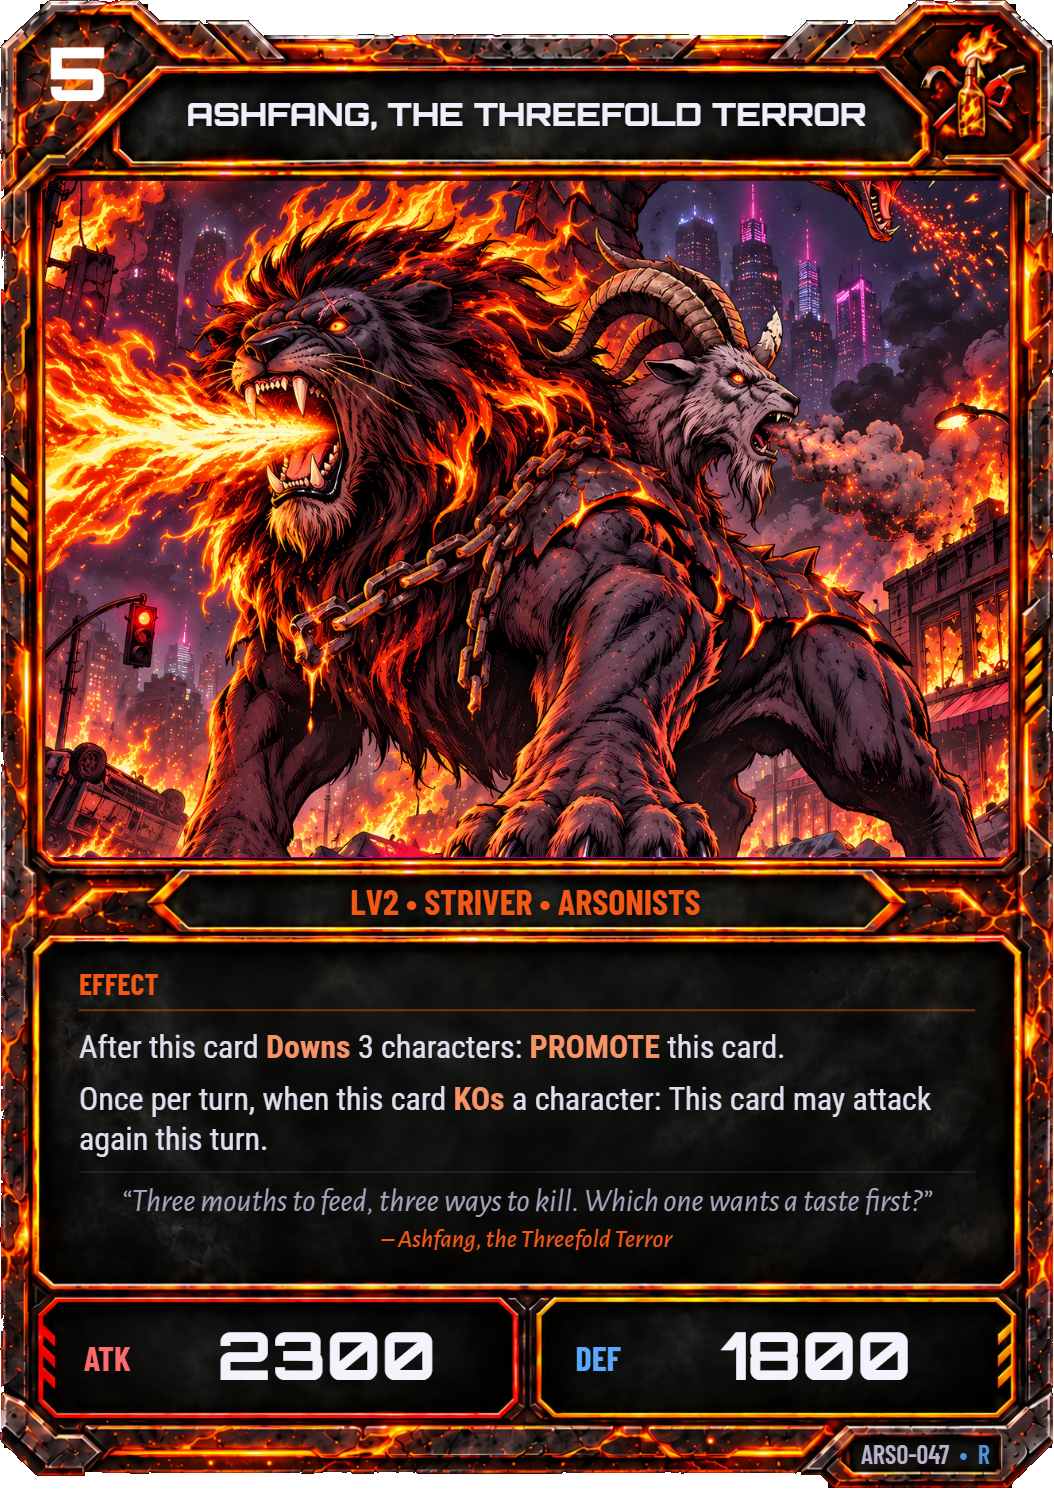 5
ASHFANG, THE THREEFOLD TERROR
LV2 • STRIVER • ARSONISTS
EFFECT
After this card Downs 3 characters: PROMOTE this card.
Once per turn, when this card KOs a character: This card may attack
again this turn.
“Three mouths to feed, three ways to kill. Which one wants a taste first?”
– Ashfang, the Threefold Terror
ATK 2300 DEF 1800
ARSO-047 • R